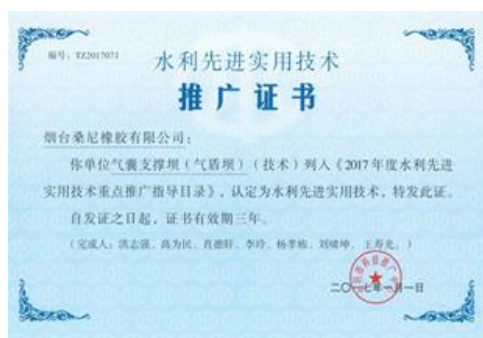 编号：TZ2017071
水利先进实用技术
推广证书
烟台桑尼橡胶有限公司：
你单位气囊支撑坝（气盾坝）（技术）列入《2017年度水利先进
实用技术重点推广指导目录》，认定为水利先进实用技术，特发此证。
自发证之日起，证书有效期三年。
（完成人：洪志强、高为民、肖德轩、李玲、杨孝栋、刘啸坤、王寿光。）
二〇一七年一月一日